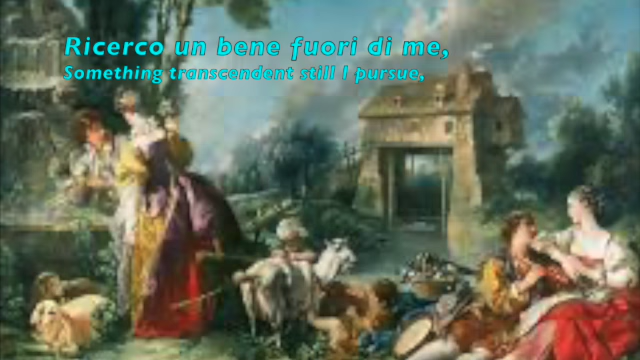 Ricerco un bene fuori di me,
Something transcendent still I pursue,